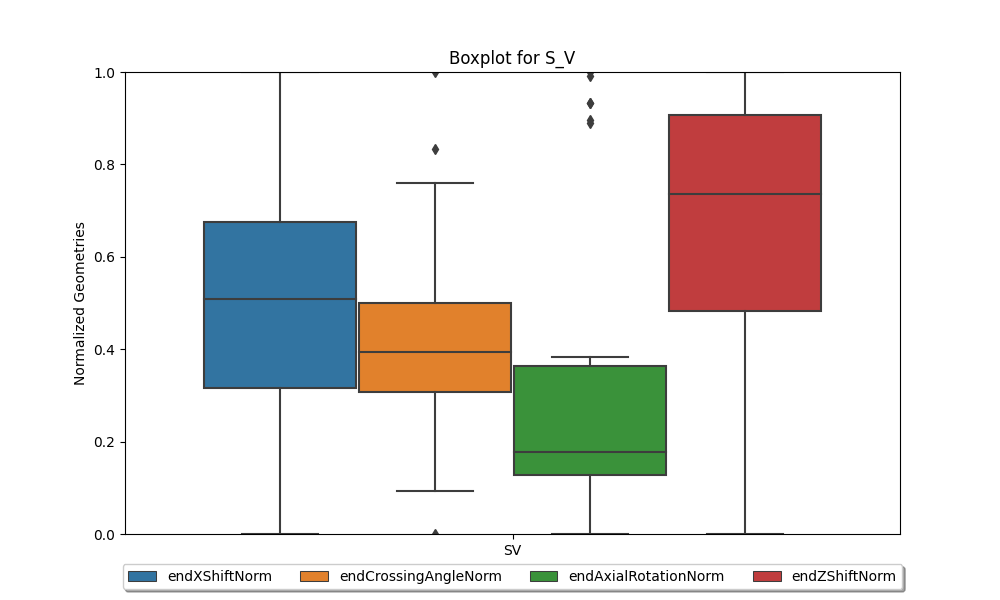 Boxplot for S_V
1.0
0.8
0.6
0.4
0.2
0.0
Normalized Geometries
SV
endXShiftNorm endCrossingAngleNorm endAxialRotationNorm endZShiftNorm